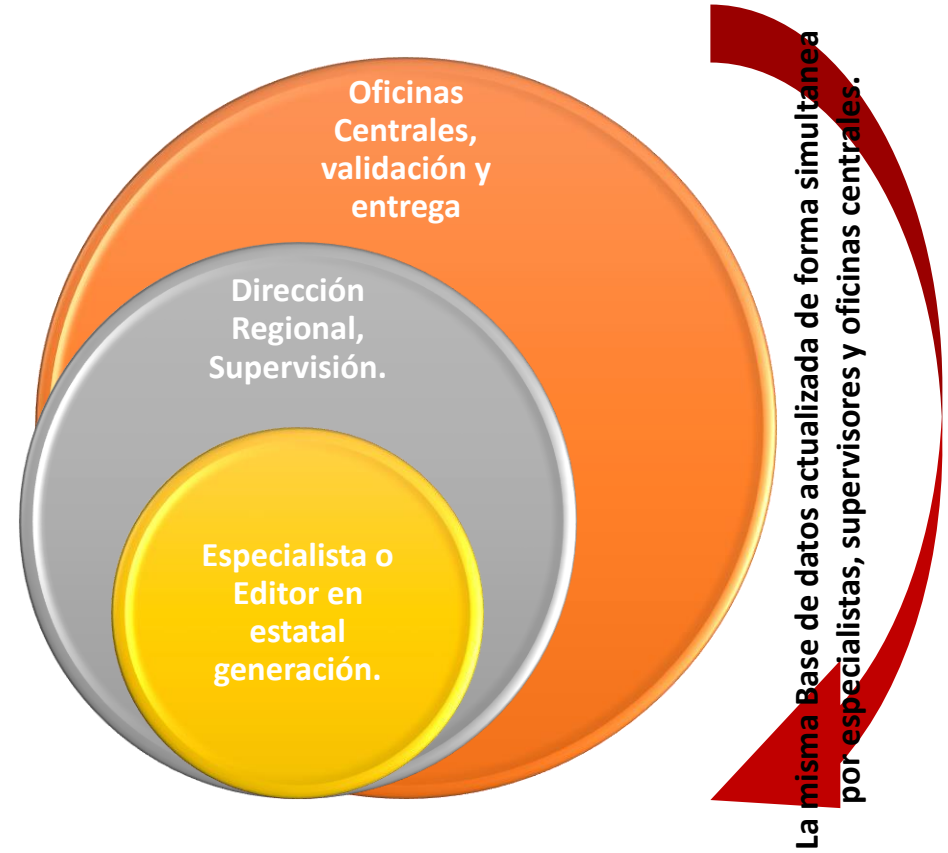 Oficinas
Centrales,
validación y
entrega
Dirección
Regional,
Supervisión.
Especialista o
Editor en
estatal
generación.
La misma Base de datos actualizada de forma simultanea
por especialistas, supervisores y oficinas centrales.